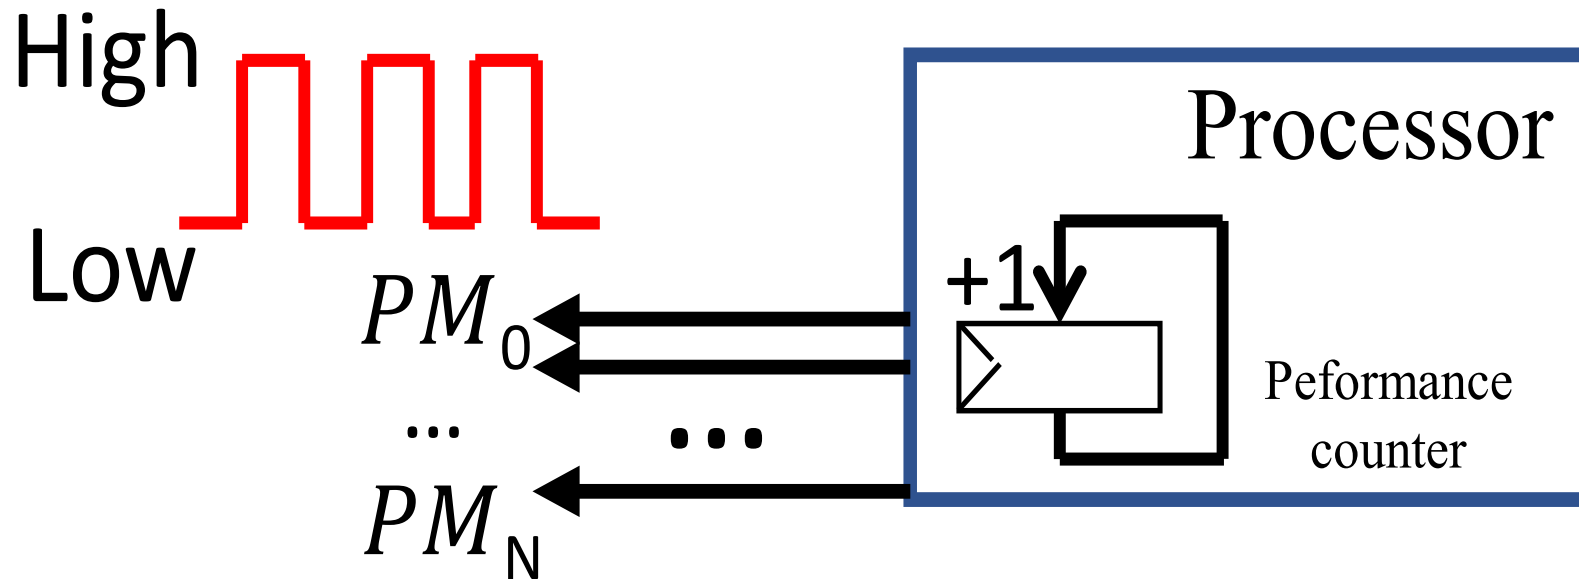 High
Low
Processor
+1
PM0
...
...
PMN
Peformance
counter